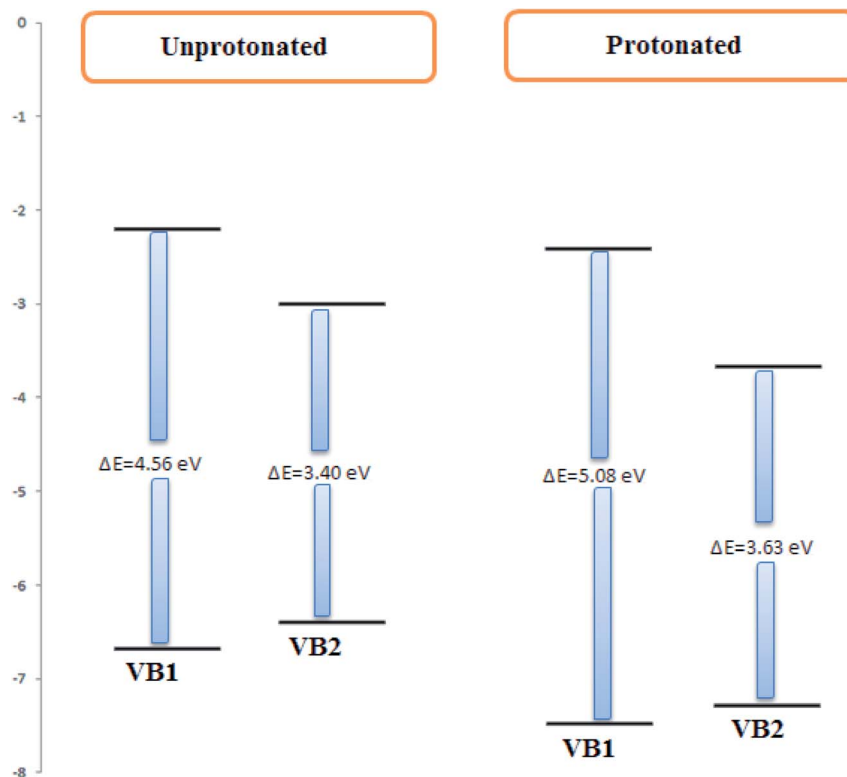 Unprotonated
Protonated
0
-1
-2
-3
-4
-5
-6
-7
-8
ΔE=4.56 eV
ΔE=3.40 eV
ΔE=5.08 eV
ΔE=3.63 eV
VB1
VB2
VB1
VB2